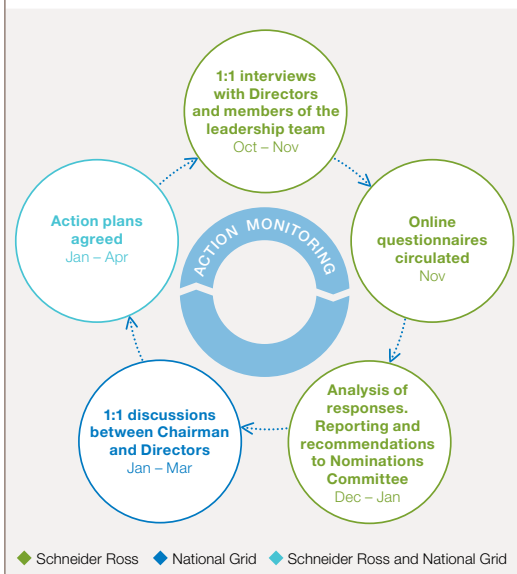 1:1 interviews
with Directors
and members of the
leadership team
Oct – Nov
Online
questionnaires
circulated
Nov
Analysis of
responses.
Reporting and
recommendations
to Nominations
Committee
Dec – Jan
1:1 discussions
between Chairman
and Directors
Jan – Mar
Action plans
agreed
Jan – Apr
ACTION MONITORING
Schneider Ross National Grid Schneider Ross and National Grid